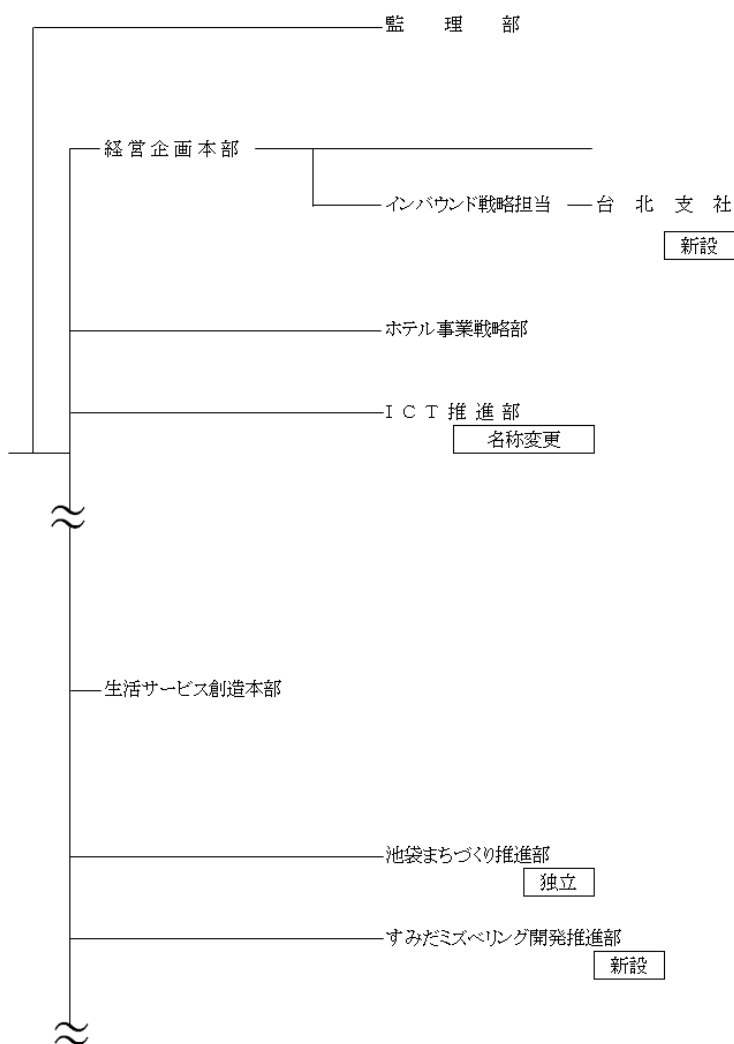 監理部
経営企画本部
インバウンド戦略担当 台北支社
新設
ホテル事業戦略部
ＩＣＴ推進部
名称変更
生活サービス創造本部
池袋まちづくり推進部
独立
すみだミズベリング開発推進部
新設